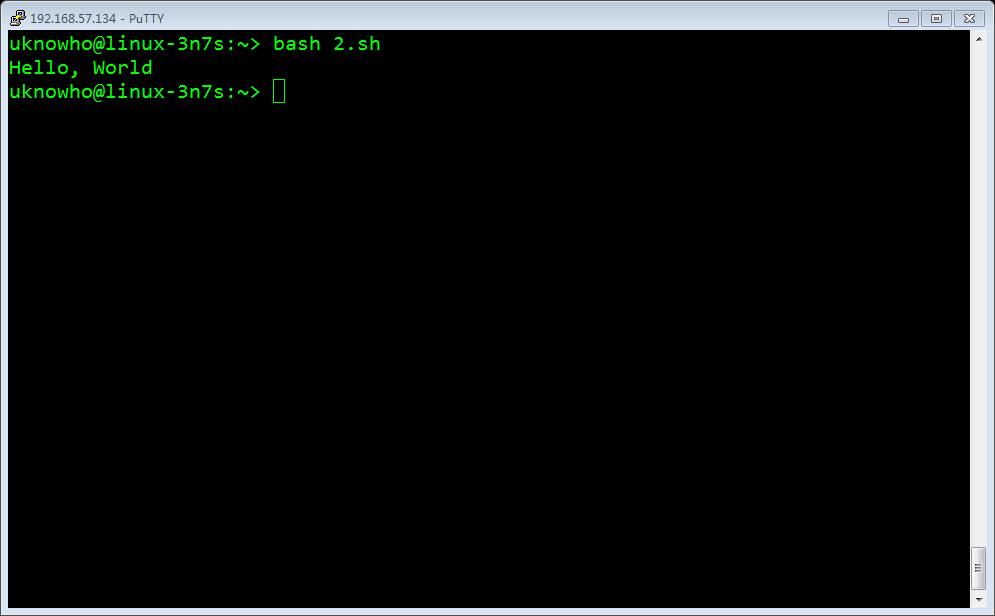 192.168.57.134 - PuTTY
uknowho@linux-3n7s:~> bash 2.sh
Hello, World
uknowho@linux-3n7s:~>